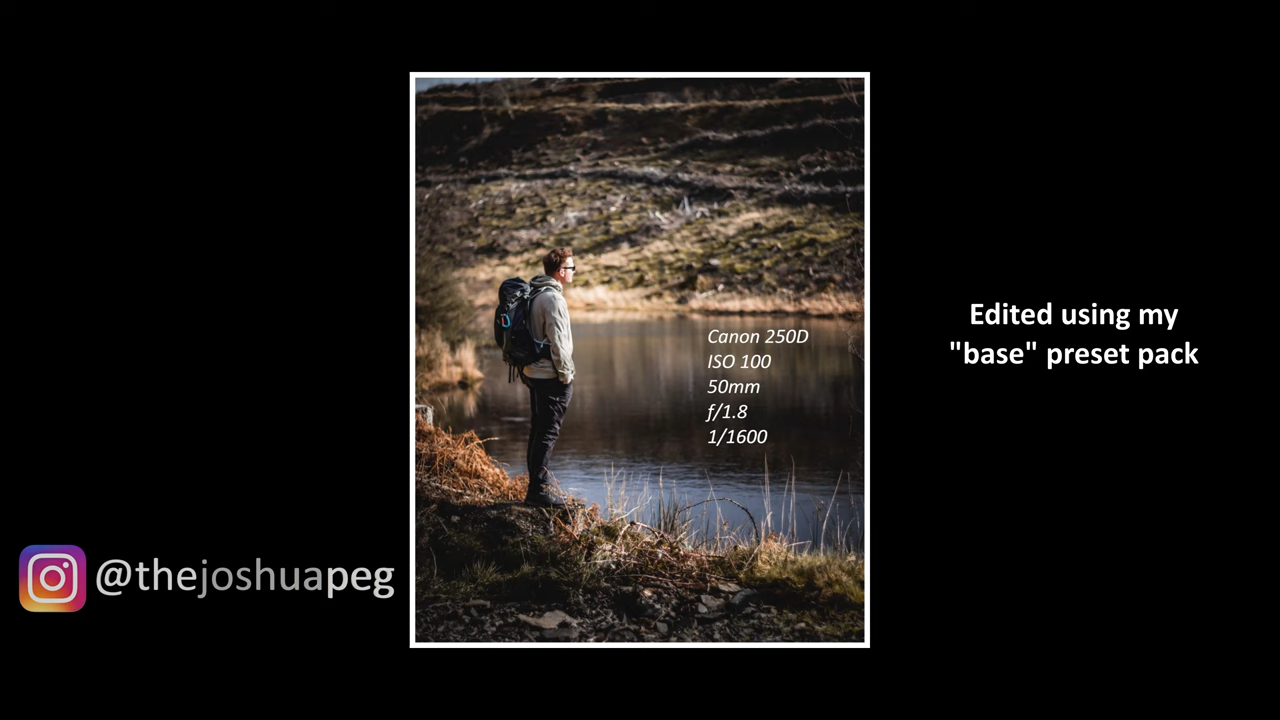 Canon 250D
ISO 100
50mm
f/1.8
1/1600
Edited using my
"base" preset pack
@thejoshuapeg